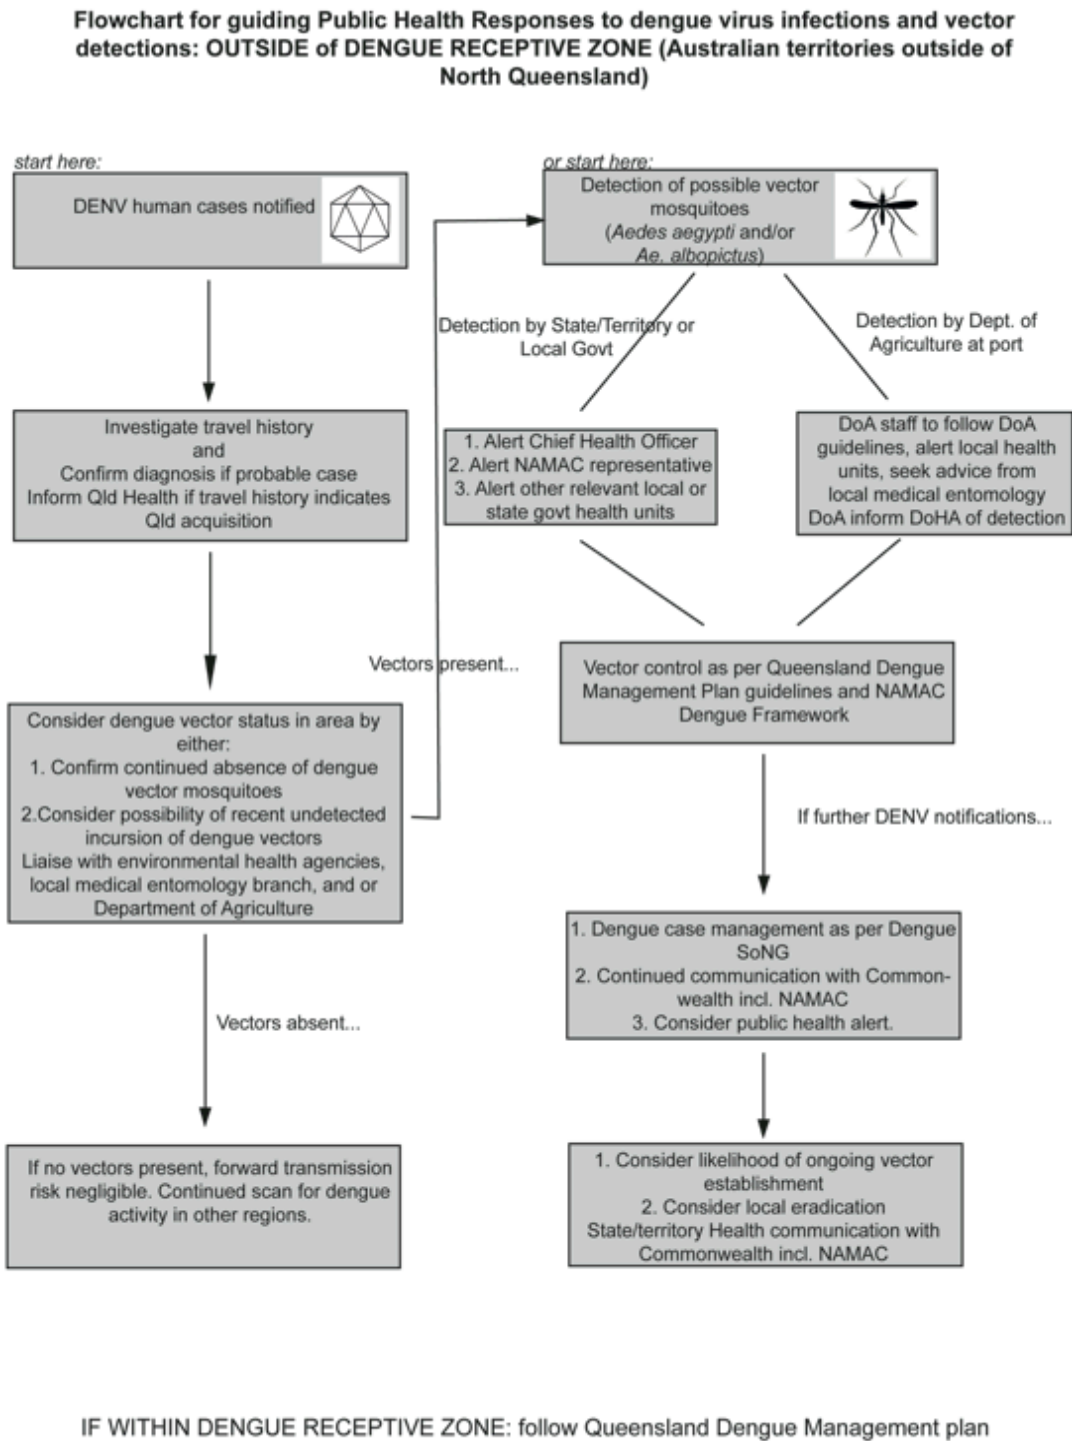 Flowchart for guiding Public Health Responses to dengue virus infections and vector
detections: OUTSIDE of DENGUE RECEPTIVE ZONE (Australian territories outside of
North Queensland)
start here:
DENV human cases notified
Investigate travel history
and
Confirm diagnosis if probable case
Inform Qld Health if travel history indicates
Qld acquisition
Consider dengue vector status in area by
either:
1. Confirm continued absence of dengue
vector mosquitoes
2.Consider possibility of recent undetected
incursion of dengue vectors
Liaise with environmental health agencies,
local medical entomology branch, and or
Department of Agriculture
Vectors absent...
If no vectors present, forward transmission
risk negligible. Continued scan for dengue
activity in other regions.
Vectors present...
or start here:
Detection of possible vector
mosquitoes
(Aedes aegypti and/or
Ae. albopictus)
Detection by State/Territory or
Local Govt
Detection by Dept. of
Agriculture at port
1. Alert Chief Health Officer
2. Alert NAMAC representative
3. Alert other relevant local or
state govt health units
DoA staff to follow DoA
guidelines, alert local health
units, seek advice from
local medical entomology
DoA inform DoHA of detection
Vector control as per Queensland Dengue
Management Plan guidelines and NAMAC
Dengue Framework
If further DENV notifications...
1. Dengue case management as per Dengue
SoNG
2. Continued communication with Common-
wealth incl. NAMAC
3. Consider public health alert.
1. Consider likelihood of ongoing vector
establishment
2. Consider local eradication
State/territory Health communication with
Commonwealth incl. NAMAC
IF WITHIN DENGUE RECEPTIVE ZONE: follow Queensland Dengue Management plan